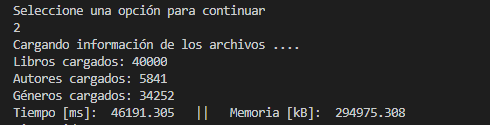 Seleccione una opción para continuar
2
Cargando información de los archivos ....
Libros cargados: 40000
Autores cargados: 5841
Géneros cargados: 34252
Tiempo [ms]:  46191.305   ||   Memoria [kB]:  294975.308